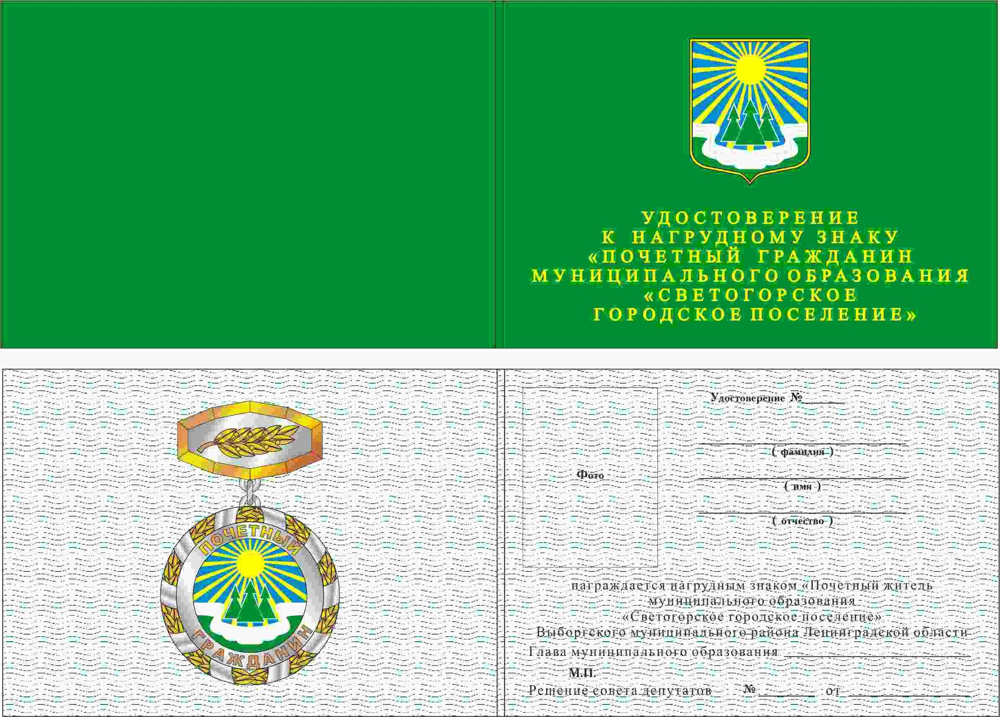 УДОСТОВЕРЕНИЕ
К НАГРУДНОМУ ЗНАКУ
«ПОЧЕТНЫЙ ГРАЖДАНИН
МУНИЦИПАЛЬНОГО ОБРАЗОВАНИЯ
«СВЕТОГОРСКОЕ
ГОРОДСКОЕ ПОСЕЛЕНИЕ»
ПОЧЕТНЫЙ
ГРАЖДАНИН
Фото
Удостоверение №______
( фамилия )
( имя )
( отчество )
награждается нагрудным знаком «Почетный житель
муниципального образования
«Светогорское городское поселение»
Выборгского муниципального района Ленинградской области
Глава муниципального образования ______
М.П.
Решение совета депутатов № ______ от ______